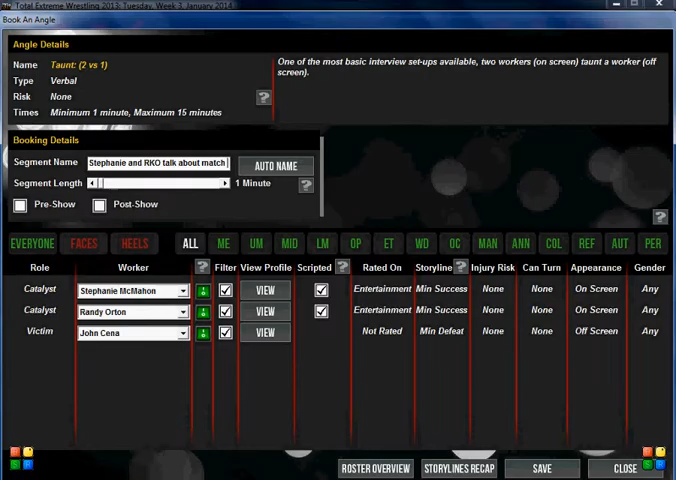 Total Extreme Wrestling 2013: Tuesday, Week 3, January 2014
Book An Angle
Angle Details
Name Taunt: (2 vs 1)
Type Verbal
Risk None
Times Minimum 1 minute, Maximum 15 minutes
?
One of the most basic interview set-ups available, two workers (on screen) taunt a worker (off
screen).
Booking Details
Segment Name Stephanie and RKO talk about match AUTO NAME
Segment Length 1 Minute ?
Pre-Show Post-Show
?
EVERYONE FACES HEELS ALL ME UM MID LM OP ET WD OC MAN ANN COL REF AUT PER
Role Worker ? Filter View Profile Scripted ? Rated On Storyline ? Injury Risk Can Turn Appearance Gender
Catalyst Stephanie McMahon VIEW Entertainment Min Success None None On Screen Any
Catalyst Randy Orton VIEW Entertainment Min Success None None On Screen Any
Victim John Cena VIEW Not Rated Min Defeat None None Off Screen Any
ROSTER OVERVIEW STORYLINES RECAP SAVE CLOSE